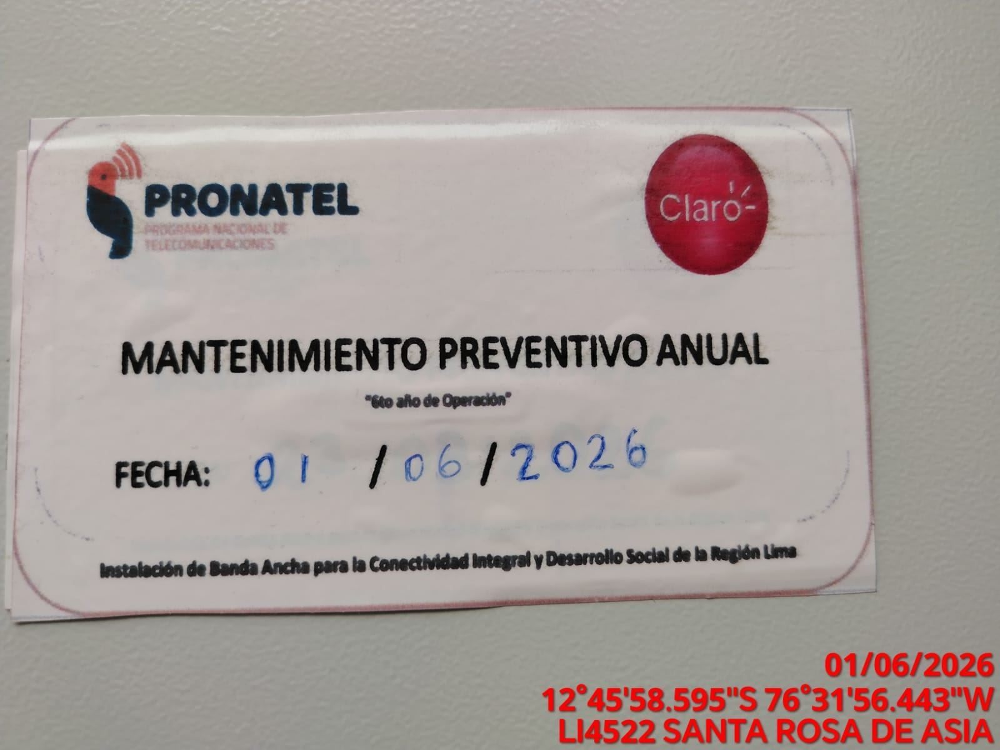 PRONATEL
PROGRAMA NACIONAL DE
TELECOMUNICACIONES
Claro
MANTENIMIENTO PREVENTIVO ANUAL
"6to año de Operación"
FECHA: 01 / 06 / 2026
Instalación de Banda Ancha para la Conectividad Integral y Desarrollo Social de la Región Lima
01/06/2026
12°45'58.595"S 76°31'56.443"W
LI4522 SANTA ROSA DE ASIA